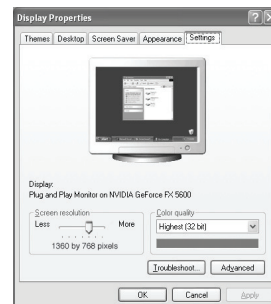 Display Properties
Themes Desktop Screen Saver Appearance Settings
Display:
Plug and Play Monitor on NVIDIA GeForce FX 5600
Screen resolution
Less More
1360 by 768 pixels
Color quality
Highest (32 bit)
Troubleshoot... Advanced
OK Cancel Apply